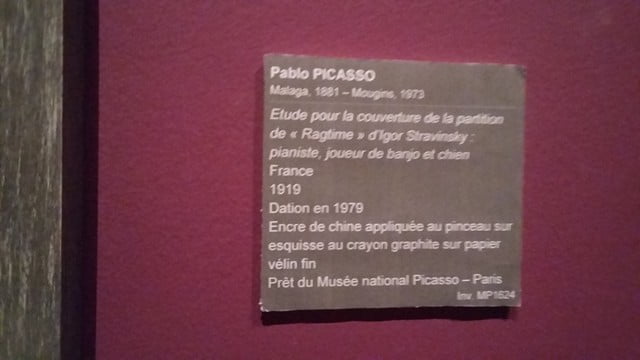 Pablo PICASSO
Malaga, 1881 – Mougins, 1973
Etude pour la couverture de la partition
de « Ragtime » d'Igor Stravinsky :
pianiste, joueur de banjo et chien
France
1919
Dation en 1979
Encre de chine appliquée au pinceau sur
esquisse au crayon graphite sur papier
vélin fin
Prêt du Musée national Picasso – Paris
Inv. MP1624